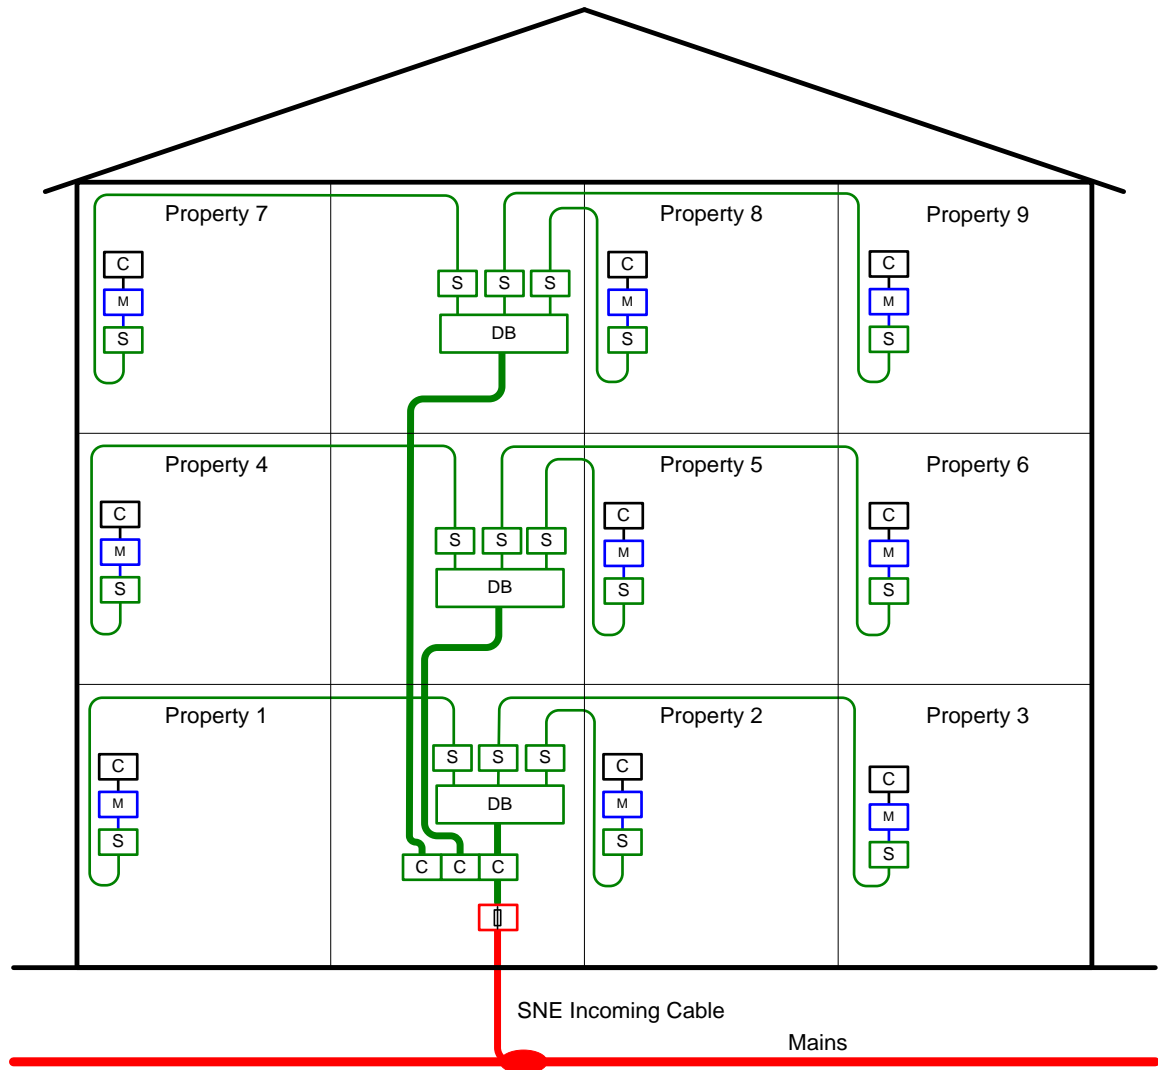 Property 7
Property 8
Property 9
C
C
C
S
S
S
M
M
M
DB
S
S
S
Property 4
Property 5
Property 6
C
C
C
S
S
S
M
M
M
DB
S
S
S
Property 1
Property 2
Property 3
S
S
S
C
C
C
M
DB
M
M
S
S
S
C
C
C
SNE Incoming Cable
Mains